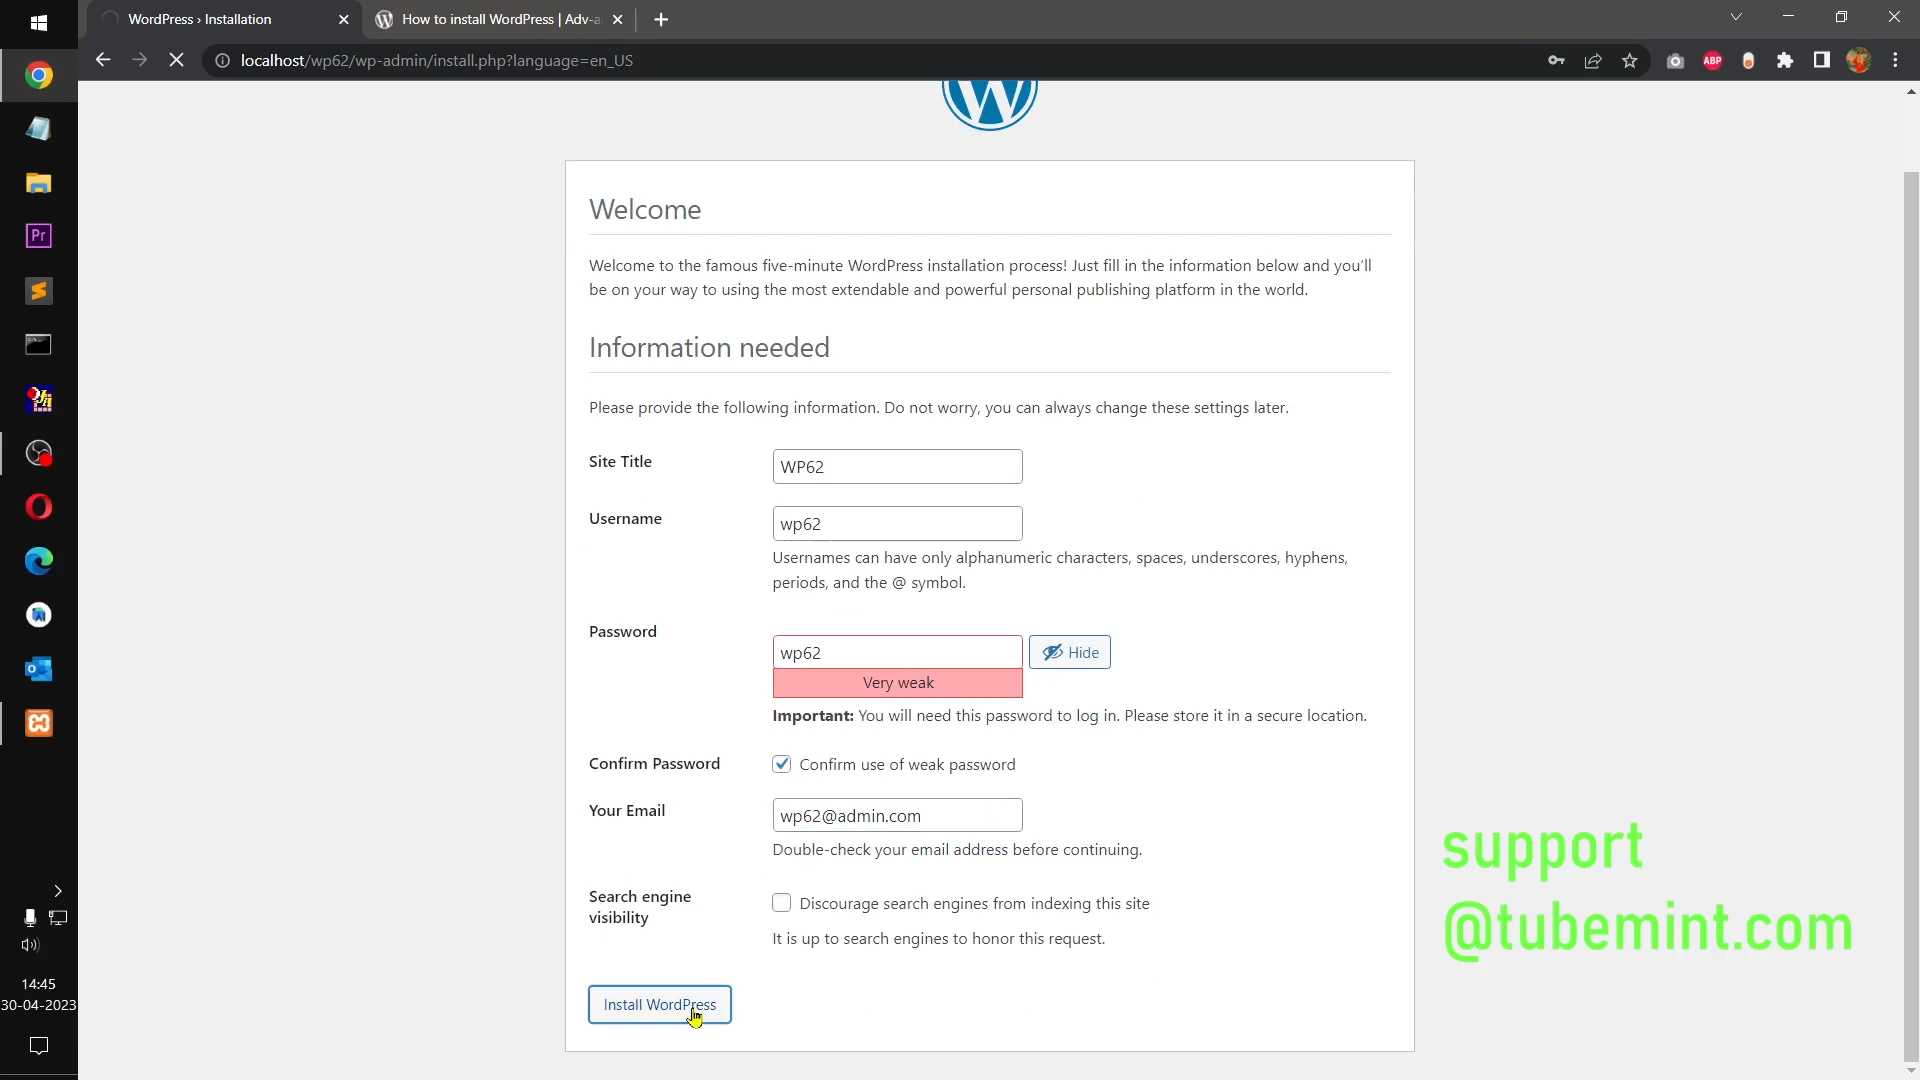 WordPress › Installation
How to install WordPress | Adv-a
localhost/wp62/wp-admin/install.php?language=en_US
ABP
Pr
Welcome
Welcome to the famous five-minute WordPress installation process! Just fill in the information below and you’ll
be on your way to using the most extendable and powerful personal publishing platform in the world.
Information needed
Please provide the following information. Do not worry, you can always change these settings later.
Site Title
WP62
Username
wp62
Usernames can have only alphanumeric characters, spaces, underscores, hyphens,
periods, and the @ symbol.
Password
wp62
Hide
Very weak
Important: You will need this password to log in. Please store it in a secure location.
Confirm Password
Confirm use of weak password
Your Email
wp62@admin.com
Double-check your email address before continuing.
Search engine
visibility
Discourage search engines from indexing this site
It is up to search engines to honor this request.
Install WordPress
support
@tubemint.com
14:45
30-04-2023